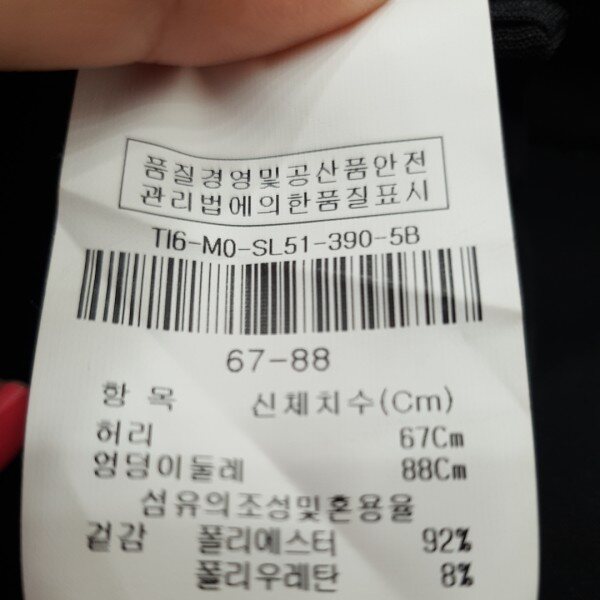 품질경영및공산품안전
관리법에의한품질표시
TI6-M0-SL51-390-5B
67-88
항 목 신체치수(Cm)
허리 67Cm
엉덩이둘레 88Cm
섬유의조성및혼용율
겉감 폴리에스터 92%
폴리우레탄 8%